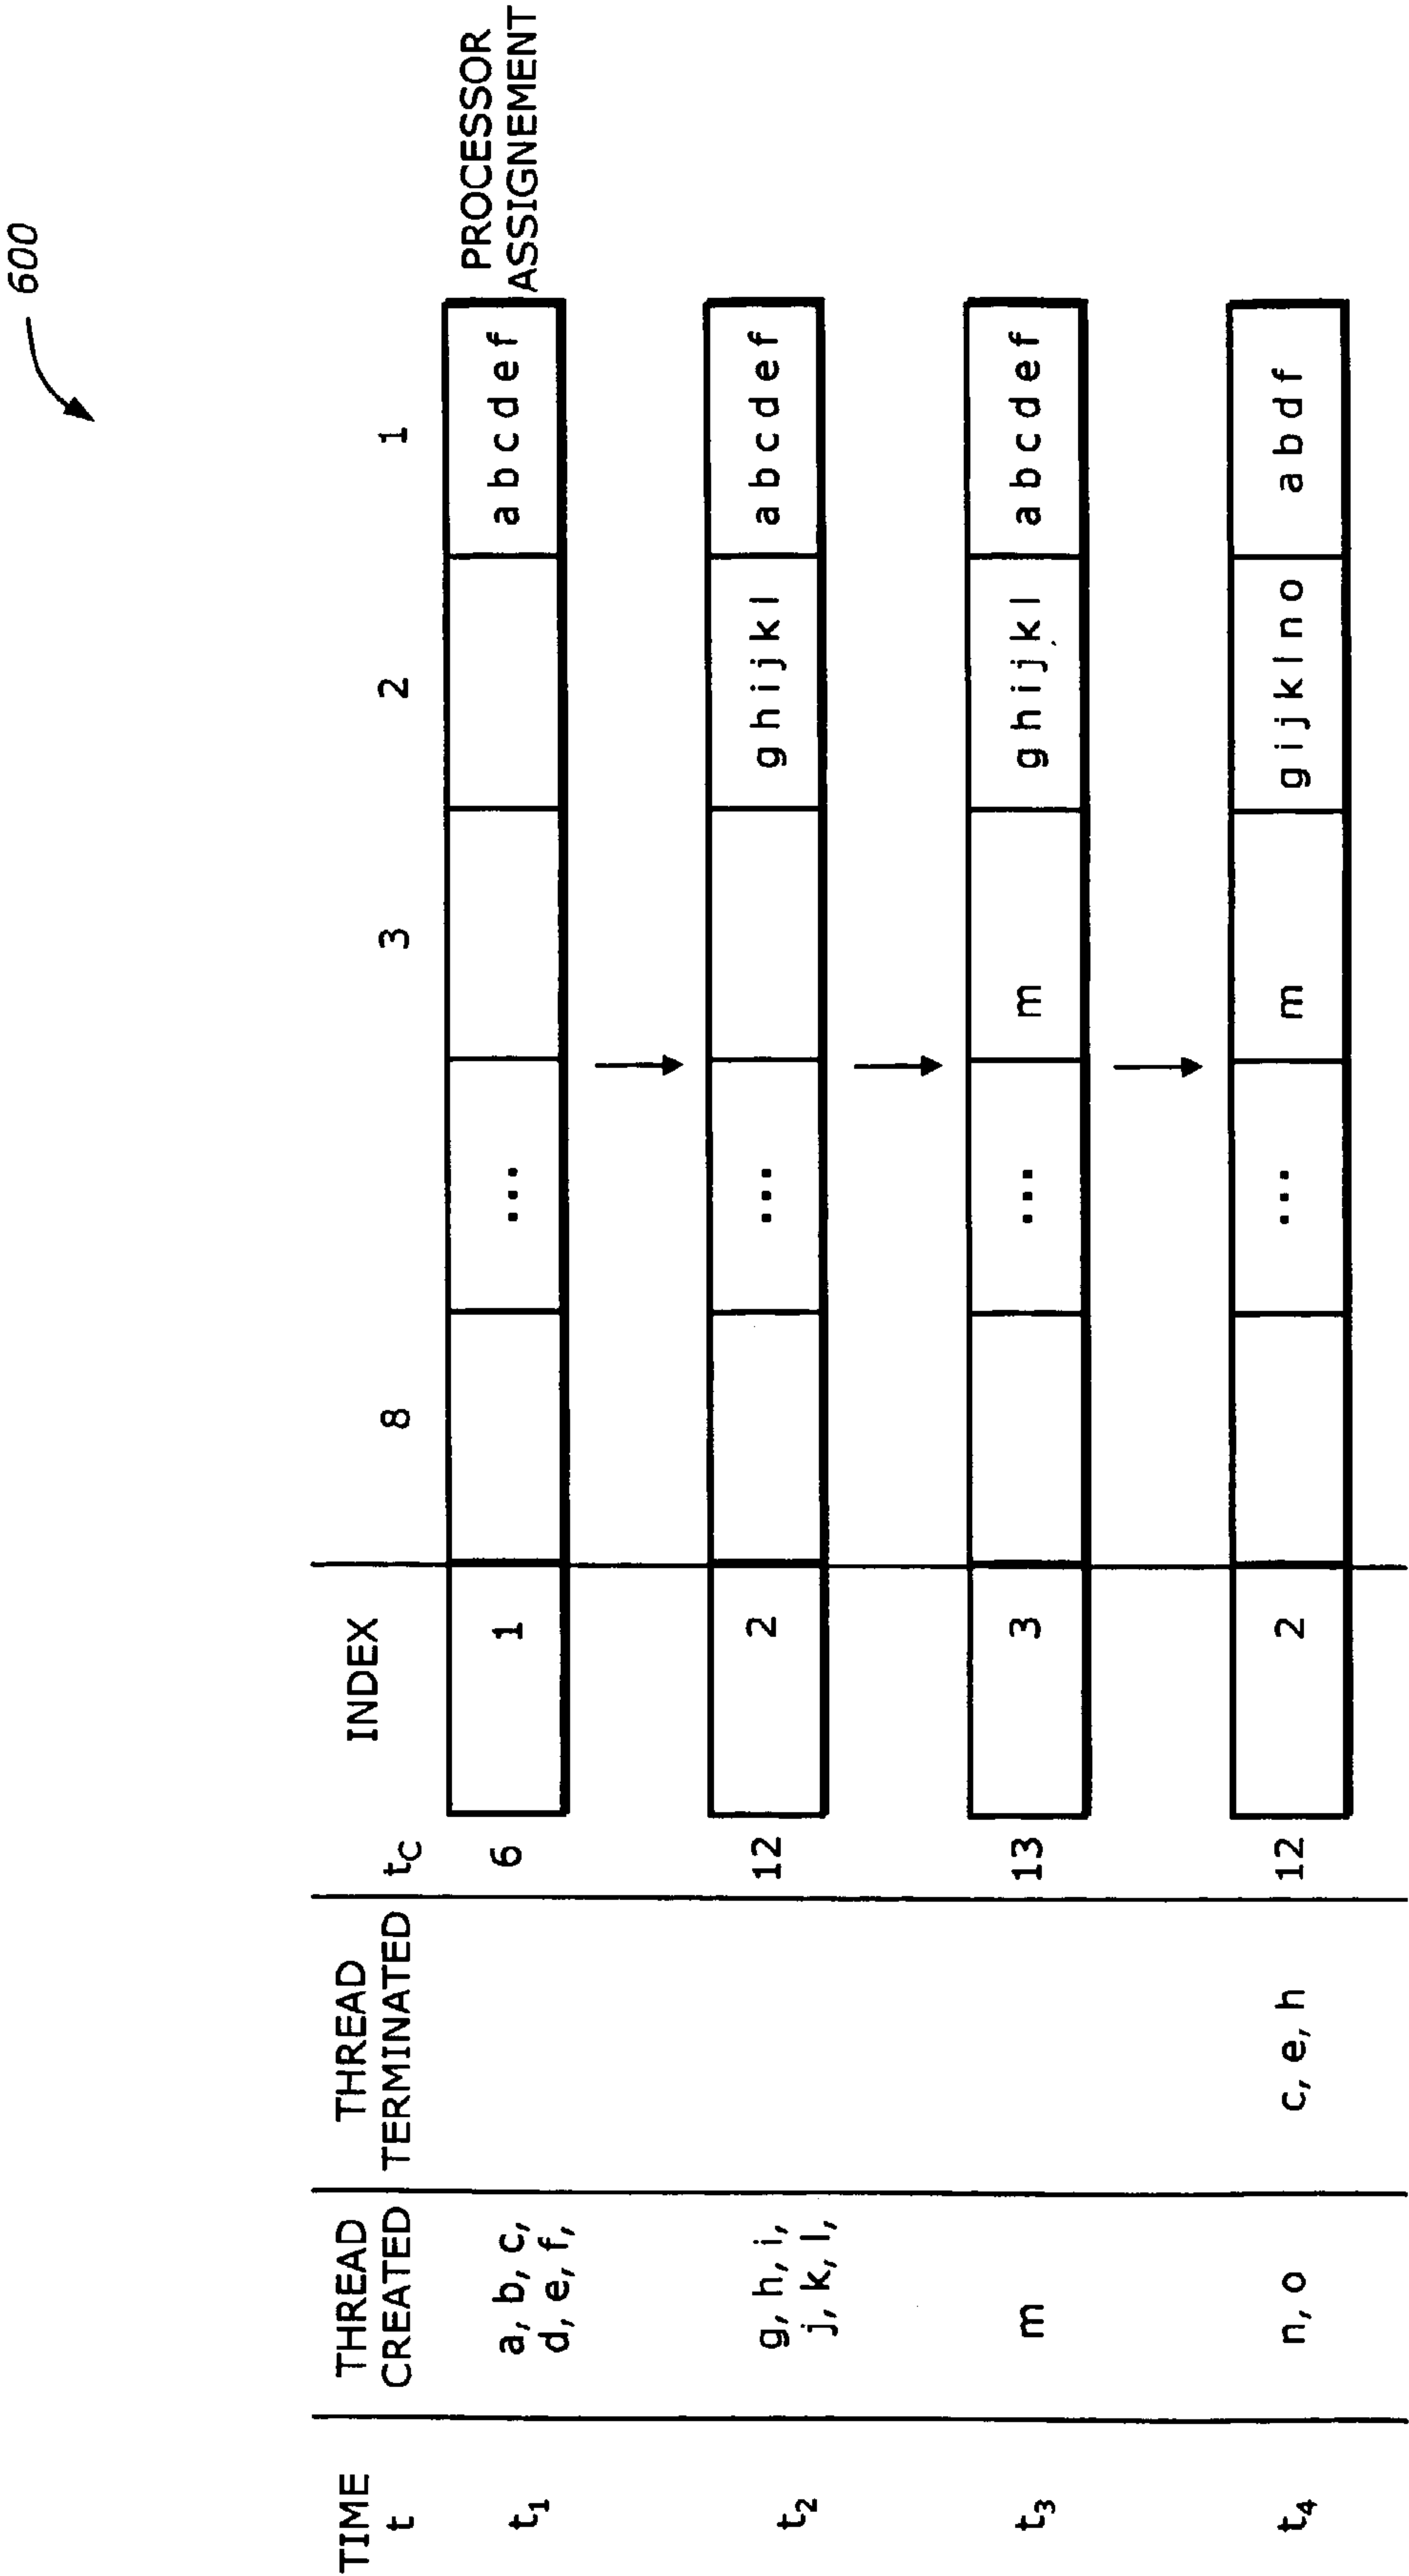 600
TIME
t
THREAD
CREATED
THREAD
TERMINATED
tC
INDEX
8
3
2
1
t1
a, b, c,
d, e, f,
6
1
...
a b c d e f
PROCESSOR
ASSIGNEMENT
t2
g, h, i,
j, k, l,
12
2
...
g h i j k l
a b c d e f
t3
m
13
3
...
m
g h i j k l
a b c d e f
t4
n, o
c, e, h
12
2
...
m
g i j k l n o
a b d f